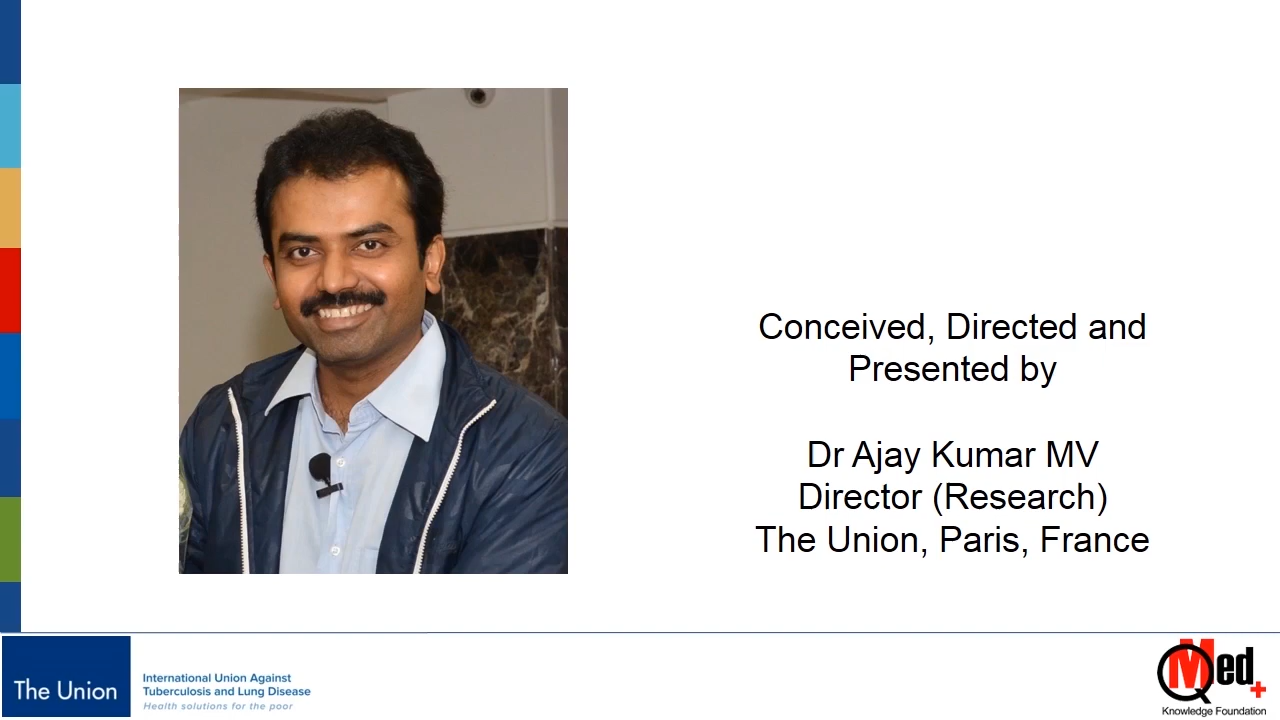 Conceived, Directed and
Presented by
Dr Ajay Kumar MV
Director (Research)
The Union, Paris, France
The Union
International Union Against
Tuberculosis and Lung Disease
Health solutions for the poor
QMed
Knowledge Foundation